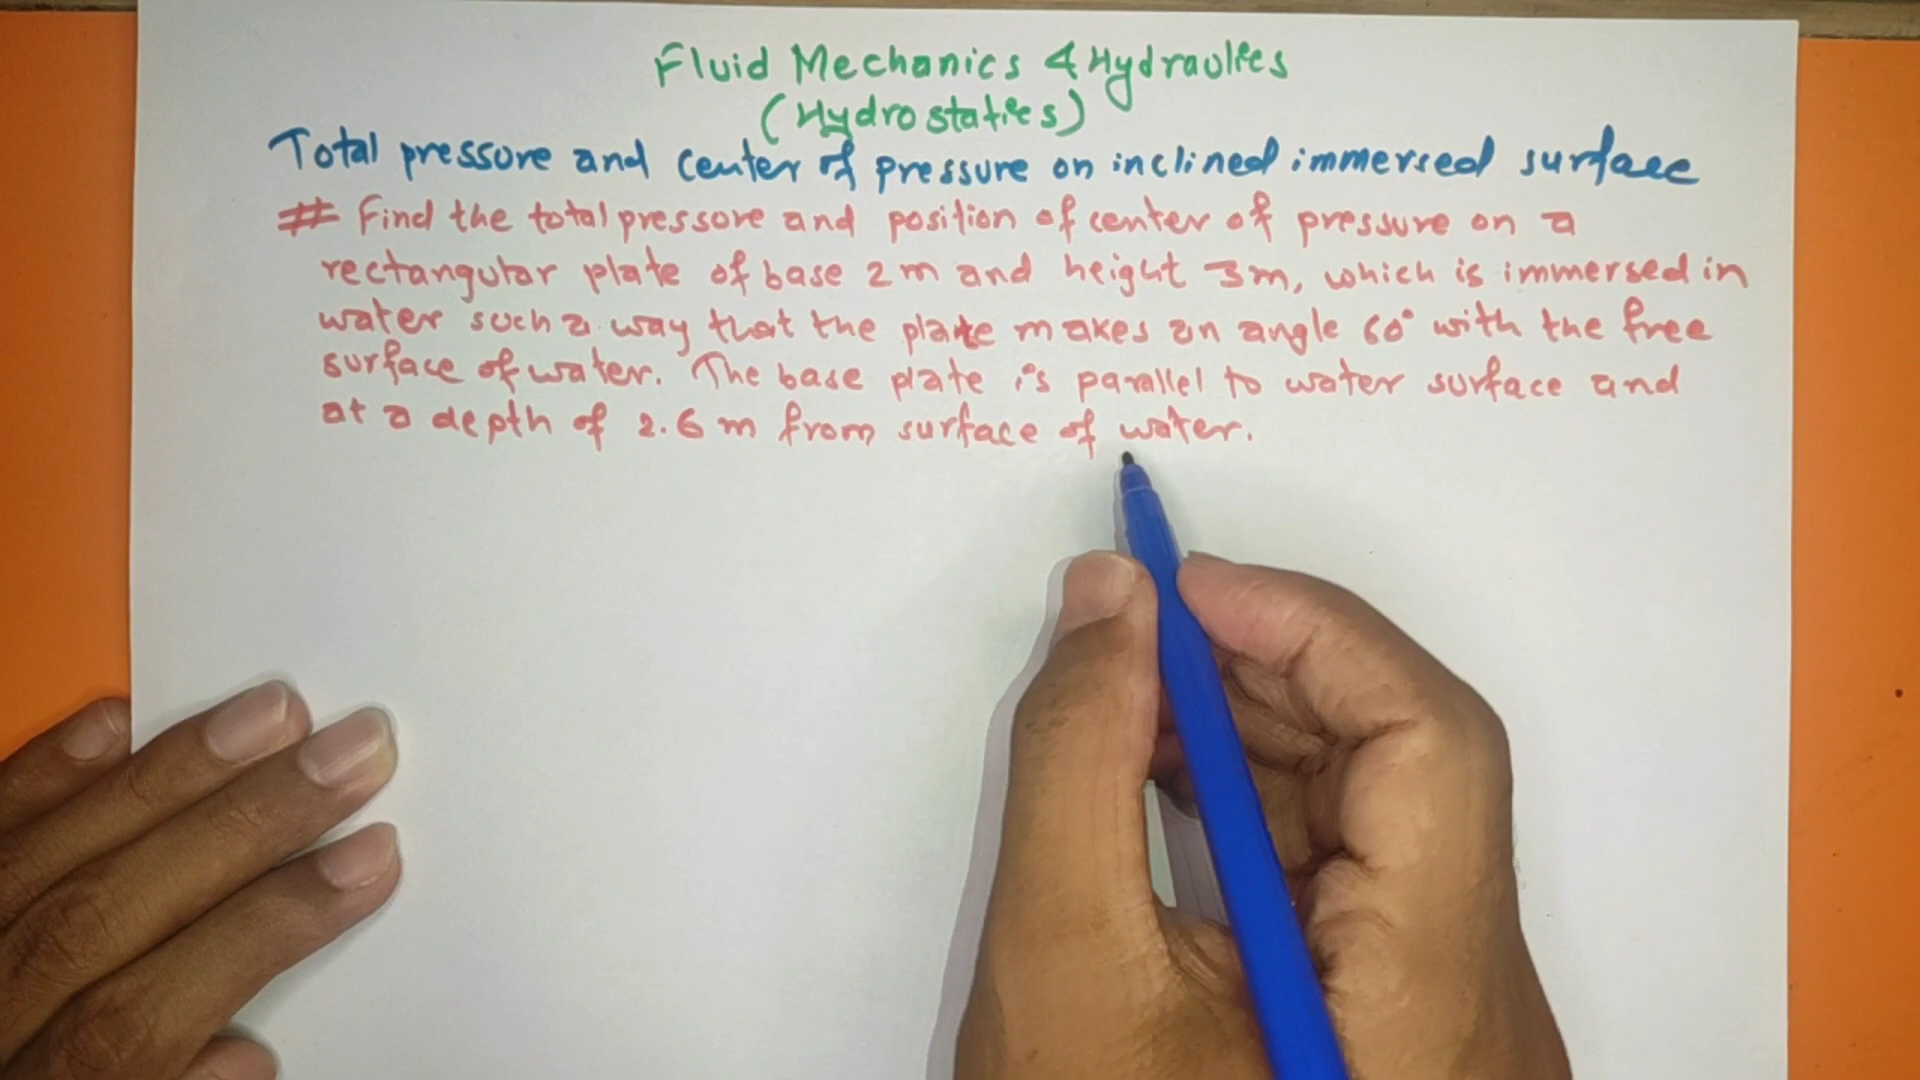 Fluid Mechanics & Hydraulics
(Hydrostatics)
Total pressure and center of pressure on inclined immersed surface
# Find the total pressure and position of center of pressure on a
rectangular plate of base 2m and height 3m, which is immersed in
water such a way that the plate makes an angle 60° with the free
surface of water. The base plate is parallel to water surface and
at a depth of 2.6 m from surface of water.